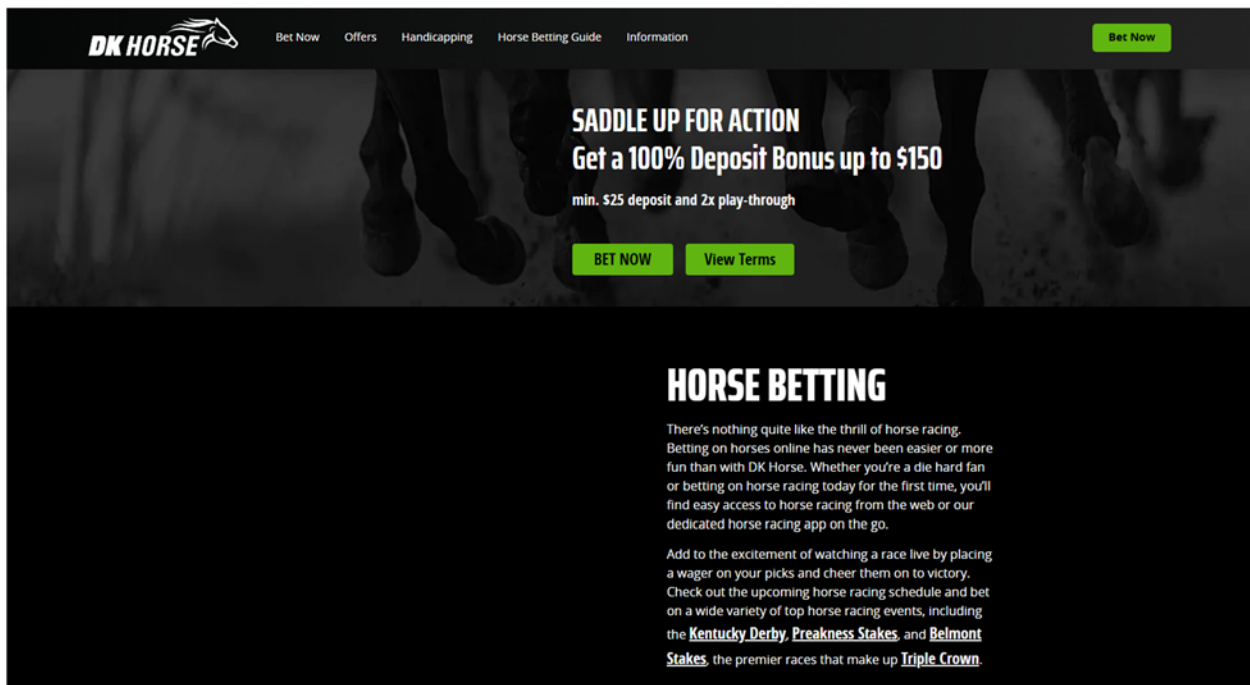 DK HORSE
Bet Now
Offers
Handicapping
Horse Betting Guide
Information
Bet Now
SADDLE UP FOR ACTION
Get a 100% Deposit Bonus up to $150
min. $25 deposit and 2x play-through
BET NOW
View Terms
HORSE BETTING
There's nothing quite like the thrill of horse racing.
Betting on horses online has never been easier or more
fun than with DK Horse. Whether you're a die hard fan
or betting on horse racing today for the first time, you'll
find easy access to horse racing from the web or our
dedicated horse racing app on the go.
Add to the excitement of watching a race live by placing
a wager on your picks and cheer them on to victory.
Check out the upcoming horse racing schedule and bet
on a wide variety of top horse racing events, including
the Kentucky Derby, Preakness Stakes, and Belmont
Stakes, the premier races that make up Triple Crown.